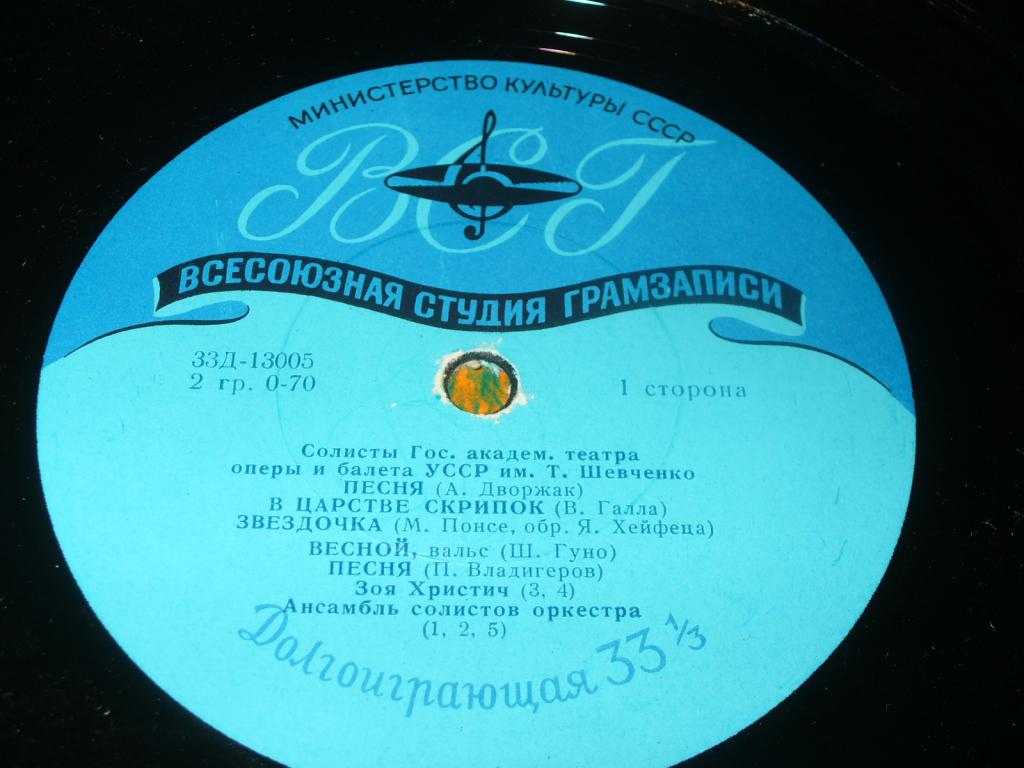 МИНИСТЕРСТВО КУЛЬТУРЫ СССР
ВСГ
ВСЕСОЮЗНАЯ СТУДИЯ ГРАМЗАПИСИ
33Д-13005
2 гр. 0-70
1 сторона
Солисты Гос. академ. театра
оперы и балета УССР им. Т. Шевченко
ПЕСНЯ (А. Дворжак)
В ЦАРСТВЕ СКРИПОК (В. Галла)
ЗВЕЗДОЧКА (М. Понсе, обр. Я. Хейфеца)
ВЕСНОЙ, вальс (Ш. Гуно)
ПЕСНЯ (П. Владигеров)
Зоя Христич (3, 4)
Ансамбль солистов оркестра
(1, 2, 5)
Долгоиграющая 33 1/3